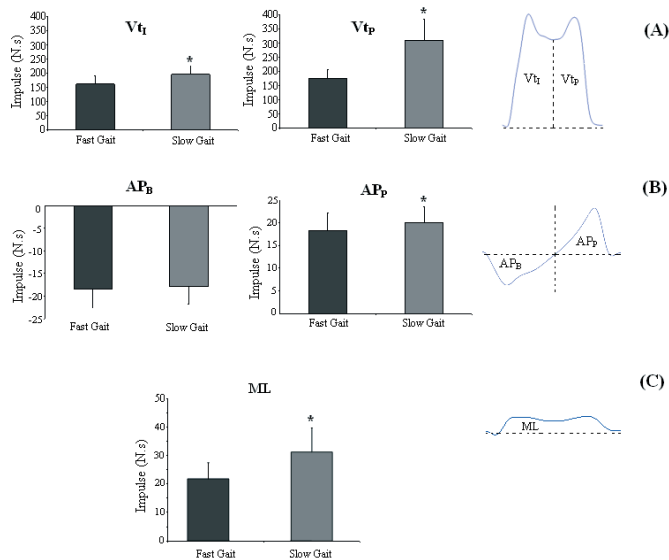 Vt_I
Impulse (N.s)
400
350
300
250
200
150
100
50
0
*
Fast Gait
Slow Gait
Vt_P
Impulse (N.s)
400
350
300
250
200
150
100
50
0
*
Fast Gait
Slow Gait
Vt_I
Vt_P
(A)
AP_B
Impulse (N.s)
0
-5
-10
-15
-20
-25
Fast Gait
Slow Gait
AP_P
Impulse (N.s)
25
20
15
10
5
0
*
Fast Gait
Slow Gait
AP_B
AP_P
(B)
ML
Impulse (N.s)
50
40
30
20
10
0
*
Fast Gait
Slow Gait
ML
(C)